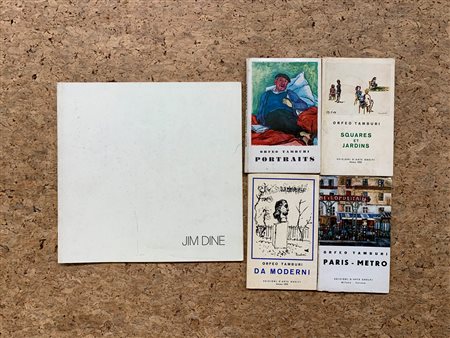 JIM DINE
ORFEO TAMBURI
PORTRAITS
ORFEO TAMBURI
SQUARES
ET
JARDINS
ORFEO TAMBURI
DA MODERNI
ORFEO TAMBURI
PARIS - METRO